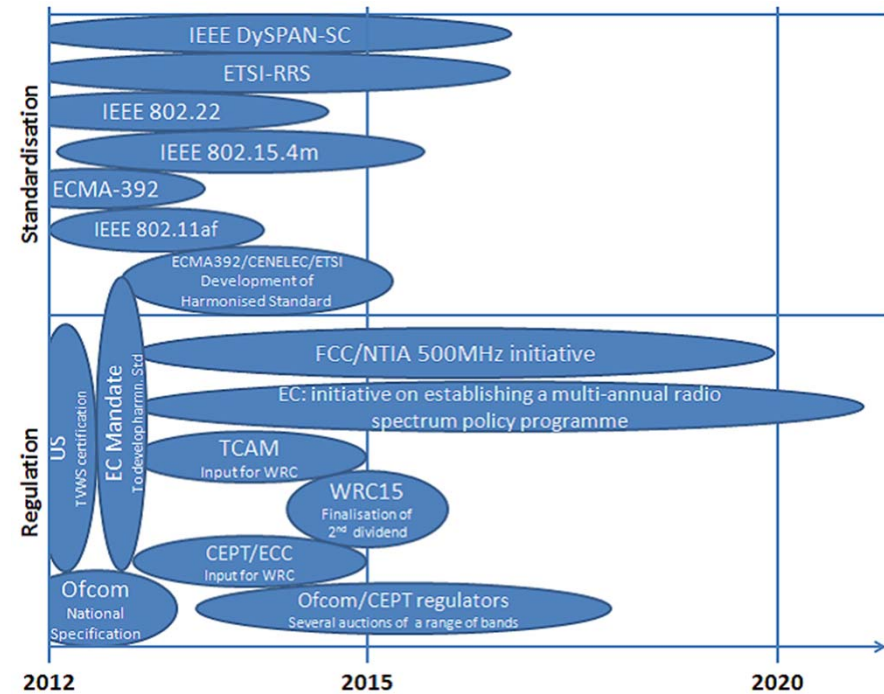 Standardisation
IEEE DySPAN-SC
ETSI-RRS
IEEE 802.22
IEEE 802.15.4m
ECMA-392
IEEE 802.11af
ECMA392/CENELEC/ETSI
Development of
Harmonised Standard
Regulation
US
TVWS certification
EC Mandate
To develop harmn. Std
FCC/NTIA 500MHz initiative
EC: initiative on establishing a multi-annual radio
spectrum policy programme
TCAM
Input for WRC
WRC15
Finalisation of
2nd dividend
CEPT/ECC
Input for WRC
Ofcom
National
Specification
Ofcom/CEPT regulators
Several auctions of a range of bands
2012
2015
2020